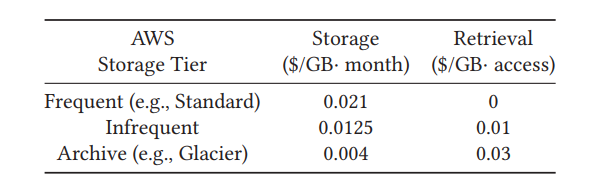 AWS Storage Retrieval
Storage Tier ($/GB· month) ($/GB· access)
Frequent (e.g., Standard) 0.021 0
Infrequent 0.0125 0.01
Archive (e.g., Glacier) 0.004 0.03